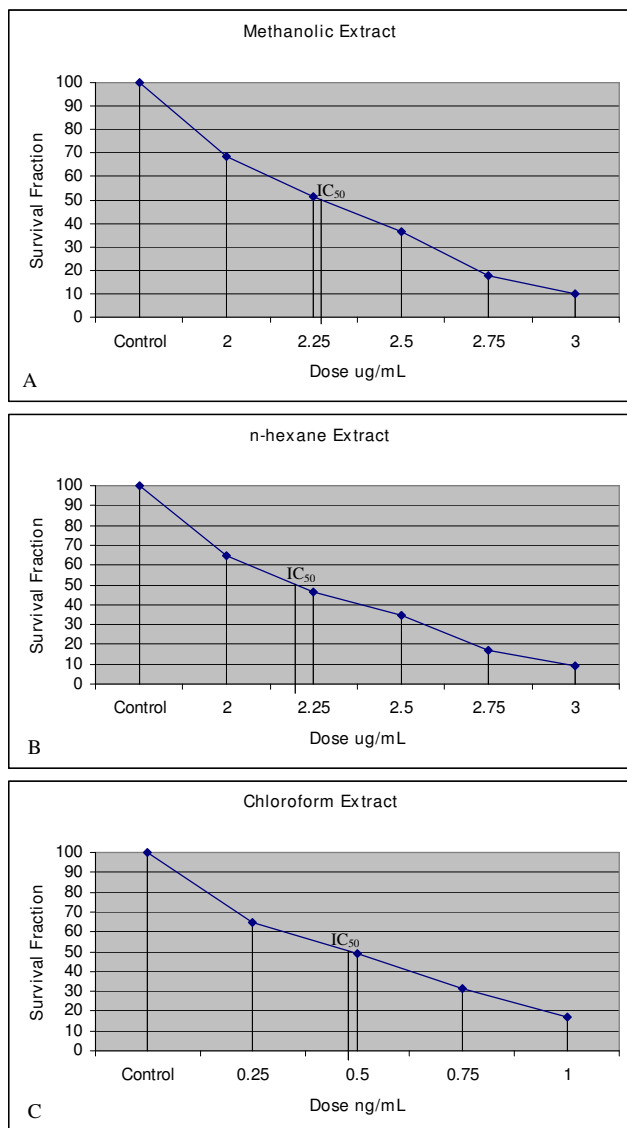 Methanolic Extract
100
90
80
70
60
50
40
30
20
10
0
Survival Fraction
IC₅₀
Control 2 2.25 2.5 2.75 3
Dose ug/mL
A
n-hexane Extract
100
90
80
70
60
50
40
30
20
10
0
Survival Fraction
IC₅₀
Control 2 2.25 2.5 2.75 3
Dose ug/mL
B
Chloroform Extract
100
90
80
70
60
50
40
30
20
10
0
Survival Fraction
IC₅₀
Control 0.25 0.5 0.75 1
Dose ng/mL
C